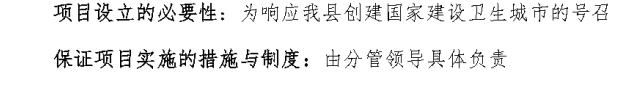 项目设立的必要性：为响应我县创建国家建设卫生城市的号召
保证项目实施的措施与制度：由分管领导具体负责